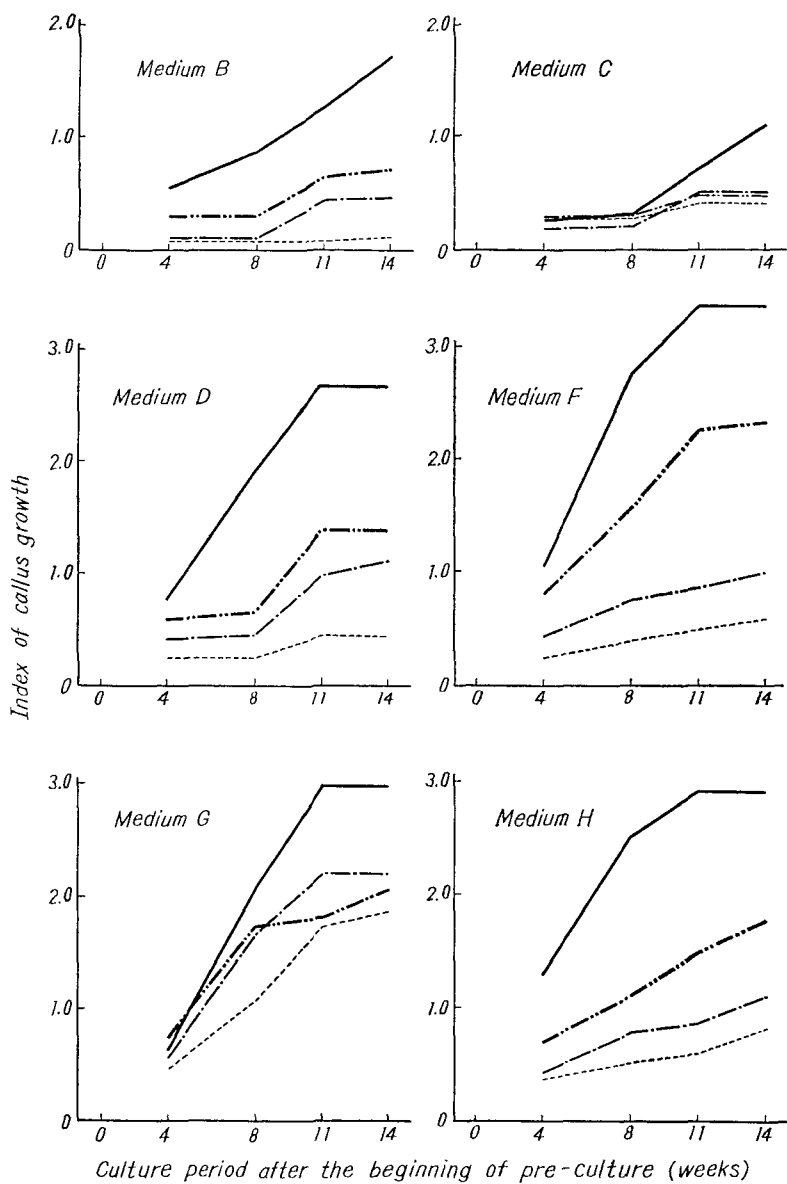 2.0
Medium B
1.0
0
0 4 8 11 14
2.0
Medium C
1.0
0
0 4 8 11 14
3.0
Medium D
2.0
1.0
0
0 4 8 11 14
3.0
Medium F
2.0
1.0
0
0 4 8 11 14
Index of callus growth
3.0
Medium G
2.0
1.0
0
0 4 8 11 14
3.0
Medium H
2.0
1.0
0
0 4 8 11 14
Culture period after the beginning of pre-culture (weeks)